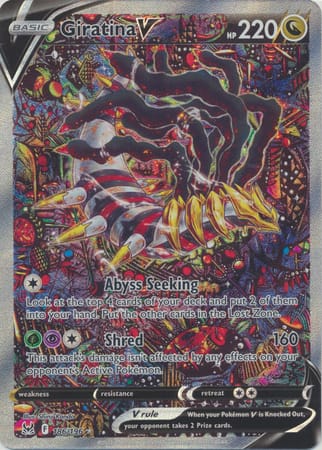 BASIC
Giratina V
HP 220
Abyss Seeking
Look at the top 4 cards of your deck and put 2 of them
into your hand. Put the other cards in the Lost Zone.
Shred 160
This attack's damage isn't affected by any effects on your
opponent's Active Pokémon.
weakness resistance retreat
V rule When your Pokémon V is Knocked Out,
your opponent takes 2 Prize cards.
186/196